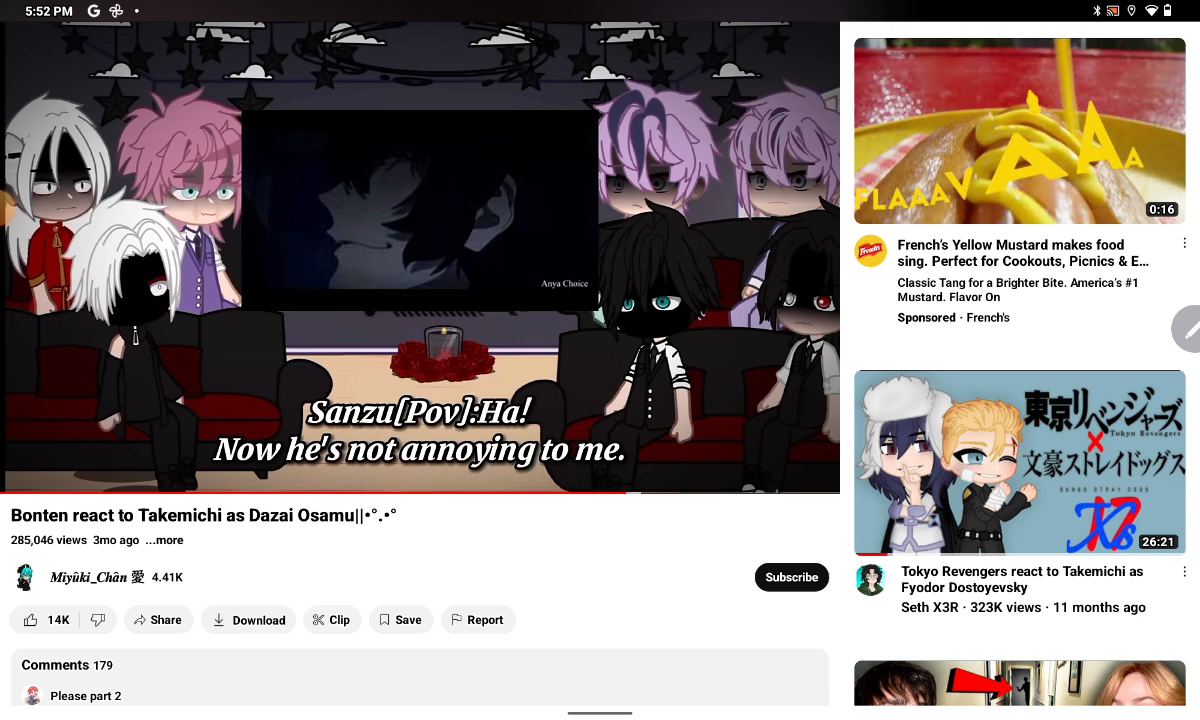 5:52 PM
Anya Choice
Sanzu[Pov]:Ha!
Now he's not annoying to me.
Bonten react to Takemichi as Dazai Osamu||•°.•°
285,046 views 3mo ago ...more
Miyûki_Chân 愛 4.41K
Subscribe
14K
Share
Download
Clip
Save
Report
Comments 179
Please part 2
FLAAAVAAA
0:16
French's
French's Yellow Mustard makes food
sing. Perfect for Cookouts, Picnics & E...
Classic Tang for a Brighter Bite. America's #1
Mustard. Flavor On
Sponsored · French's
東京リベンジャーズ
Tokyo Revengers
×
文豪ストレイドッグス
BUNGO STRAY DOGS
26:21
Tokyo Revengers react to Takemichi as
Fyodor Dostoyevsky
Seth X3R · 323K views · 11 months ago